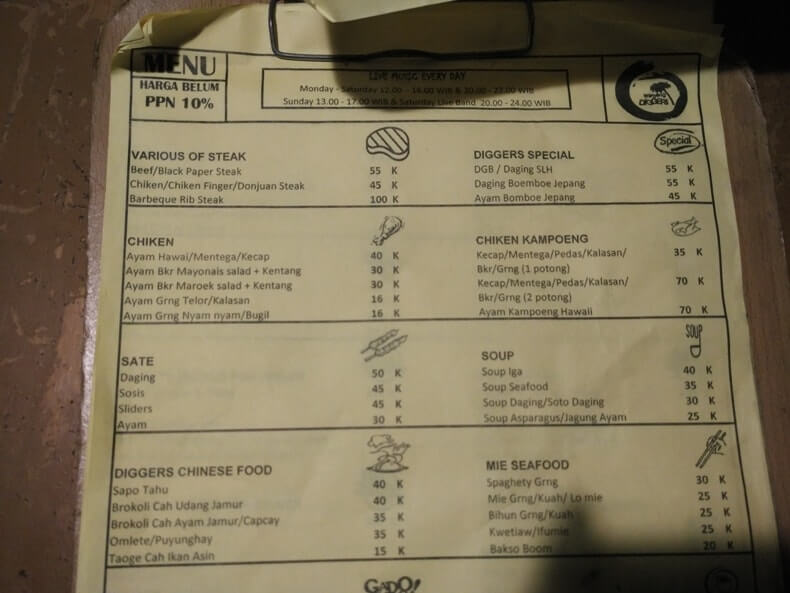 MENU
HARGA BELUM
PPN 10%
LIVE MUSIC EVERY DAY
Monday - Saturday 12.00 - 16.00 WIB & 20.00 - 23.00 WIB
Sunday 13.00 - 17.00 WIB & Saturday Live Band 20.00 - 24.00 WIB
DIGGERS
VARIOUS OF STEAK
Beef/Black Paper Steak 55 K
Chiken/Chiken Finger/Donjuan Steak 45 K
Barbeque Rib Steak 100 K
Special
DIGGERS SPECIAL
DGB / Daging SLH 55 K
Daging Boemboe Jepang 55 K
Ayam Bomboe Jepang 45 K
CHIKEN
Ayam Hawai/Mentega/Kecap 40 K
Ayam Bkr Mayonais salad + Kentang 30 K
Ayam Bkr Maroek salad + Kentang 30 K
Ayam Grng Telor/Kalasan 16 K
Ayam Grng Nyam nyam/Bugil 16 K
CHIKEN KAMPOENG
Kecap/Mentega/Pedas/Kalasan/ 35 K
Bkr/Grng (1 potong)
Kecap/Mentega/Pedas/Kalasan/ 70 K
Bkr/Grng (2 potong)
Ayam Kampoeng Hawaii 70 K
SATE
Daging 50 K
Sosis 45 K
Sliders 45 K
Ayam 30 K
SOUP
SOUP
Soup Iga 40 K
Soup Seafood 35 K
Soup Daging/Soto Daging 30 K
Soup Asparagus/Jagung Ayam 25 K
DIGGERS CHINESE FOOD
Sapo Tahu 40 K
Brokoli Cah Udang Jamur 40 K
Brokoli Cah Ayam Jamur/Capcay 35 K
Omlete/Puyunghay 35 K
Taoge Cah Ikan Asin 15 K
MIE SEAFOOD
Spaghety Grng 30 K
Mie Grng/Kuah/ Lo mie 25 K
Bihun Grng/Kuah 25 K
Kwetiaw/Ifumie 25 K
Bakso Boom 20 K
GADO!